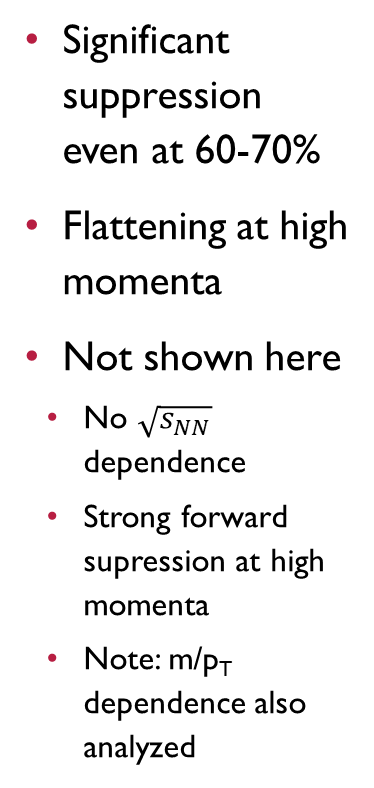 • Significant
suppression
even at 60-70%
• Flattening at high
momenta
• Not shown here
• No √s_NN
dependence
• Strong forward
supression at high
momenta
• Note: m/p_T
dependence also
analyzed